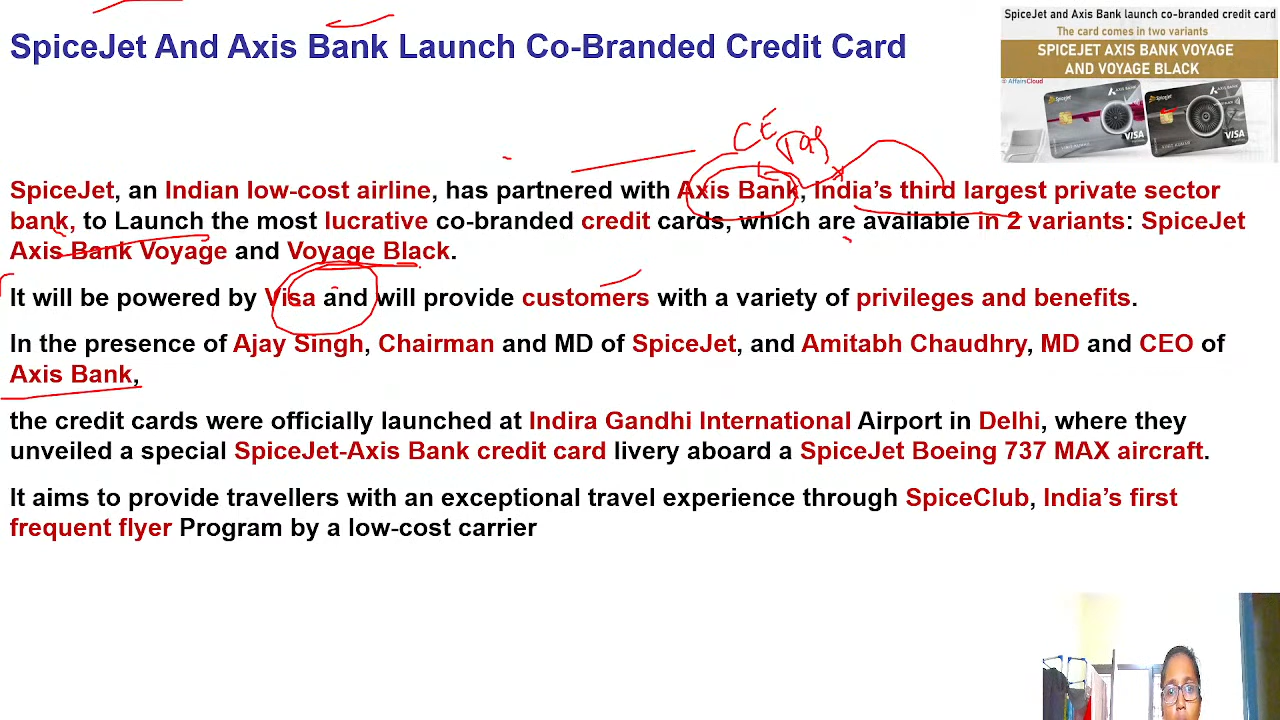 SpiceJet And Axis Bank Launch Co-Branded Credit Card
SpiceJet and Axis Bank launch co-branded credit card
The card comes in two variants
SPICEJET AXIS BANK VOYAGE
AND VOYAGE BLACK
AffairsCloud
SpiceJet
AXIS BANK
VISA
SpiceJet
AXIS BANK
VISA
CE
SpiceJet, an Indian low-cost airline, has partnered with Axis Bank, India's third largest private sector
bank, to Launch the most lucrative co-branded credit cards, which are available in 2 variants: SpiceJet
Axis Bank Voyage and Voyage Black.
It will be powered by Visa and will provide customers with a variety of privileges and benefits.
In the presence of Ajay Singh, Chairman and MD of SpiceJet, and Amitabh Chaudhry, MD and CEO of
Axis Bank,
the credit cards were officially launched at Indira Gandhi International Airport in Delhi, where they
unveiled a special SpiceJet-Axis Bank credit card livery aboard a SpiceJet Boeing 737 MAX aircraft.
It aims to provide travellers with an exceptional travel experience through SpiceClub, India's first
frequent flyer Program by a low-cost carrier